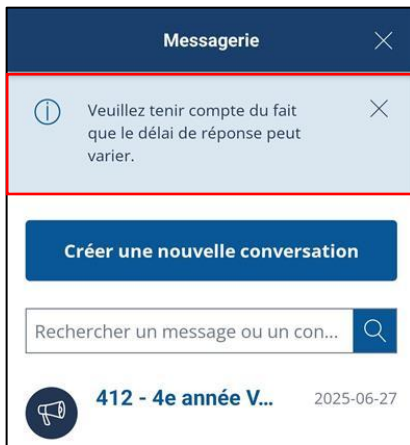 Messagerie
Veuillez tenir compte du fait
que le délai de réponse peut
varier.
Créer une nouvelle conversation
Rechercher un message ou un con...
412 - 4e année V...
2025-06-27